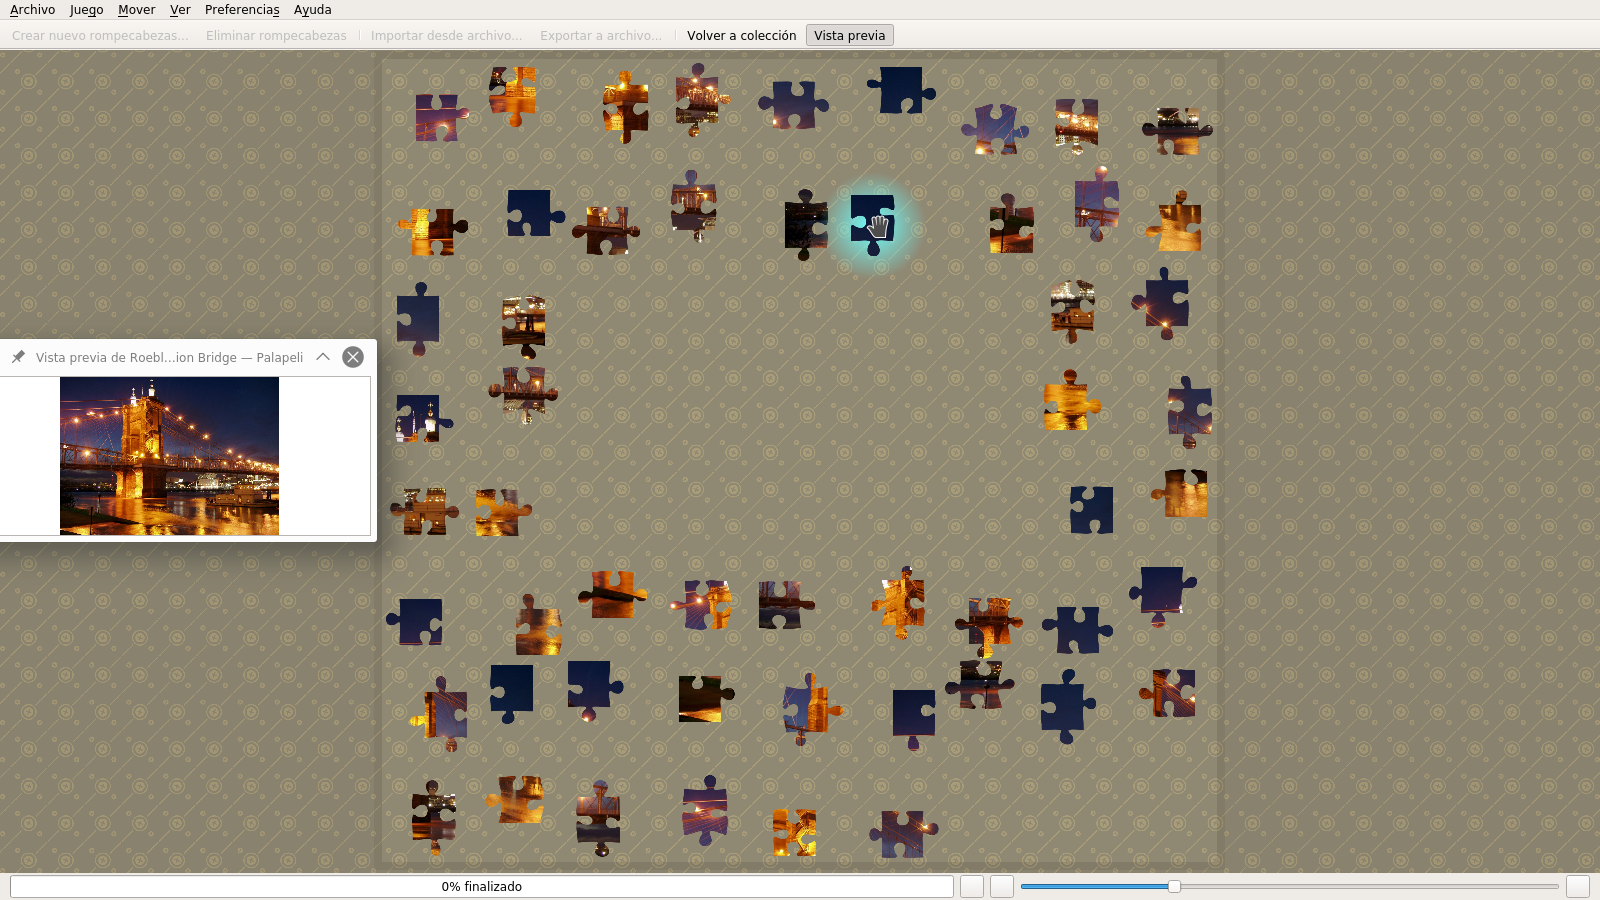 Archivo Juego Mover Ver Preferencias Ayuda
Crear nuevo rompecabezas... Eliminar rompecabezas Importar desde archivo... Exportar a archivo... Volver a colección Vista previa
Vista previa de Roebl...ion Bridge — Palapeli
0% finalizado